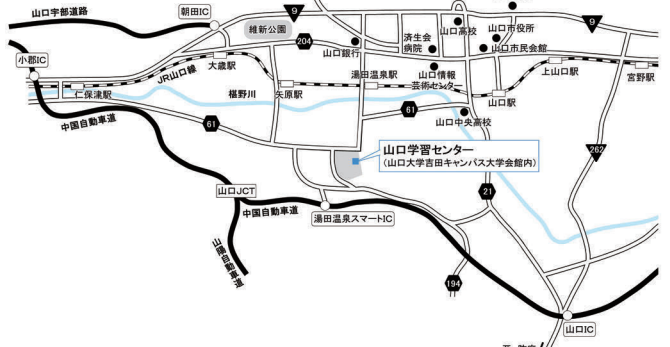 山口宇部道路
朝田IC
9
維新公園
204
山口銀行
済生会
病院
山口高校
山口市役所
山口市民会館
9
小郡IC
JR山口線
大歳駅
湯田温泉駅
山口情報
芸術センター
上山口駅
宮野駅
仁保津駅
椹野川
矢原駅
61
山口駅
中国自動車道
61
山口中央高校
山口学習センター
(山口大学吉田キャンパス大学会館内)
262
山口JCT
21
中国自動車道
湯田温泉スマートIC
山陽自動車道
194
山口IC